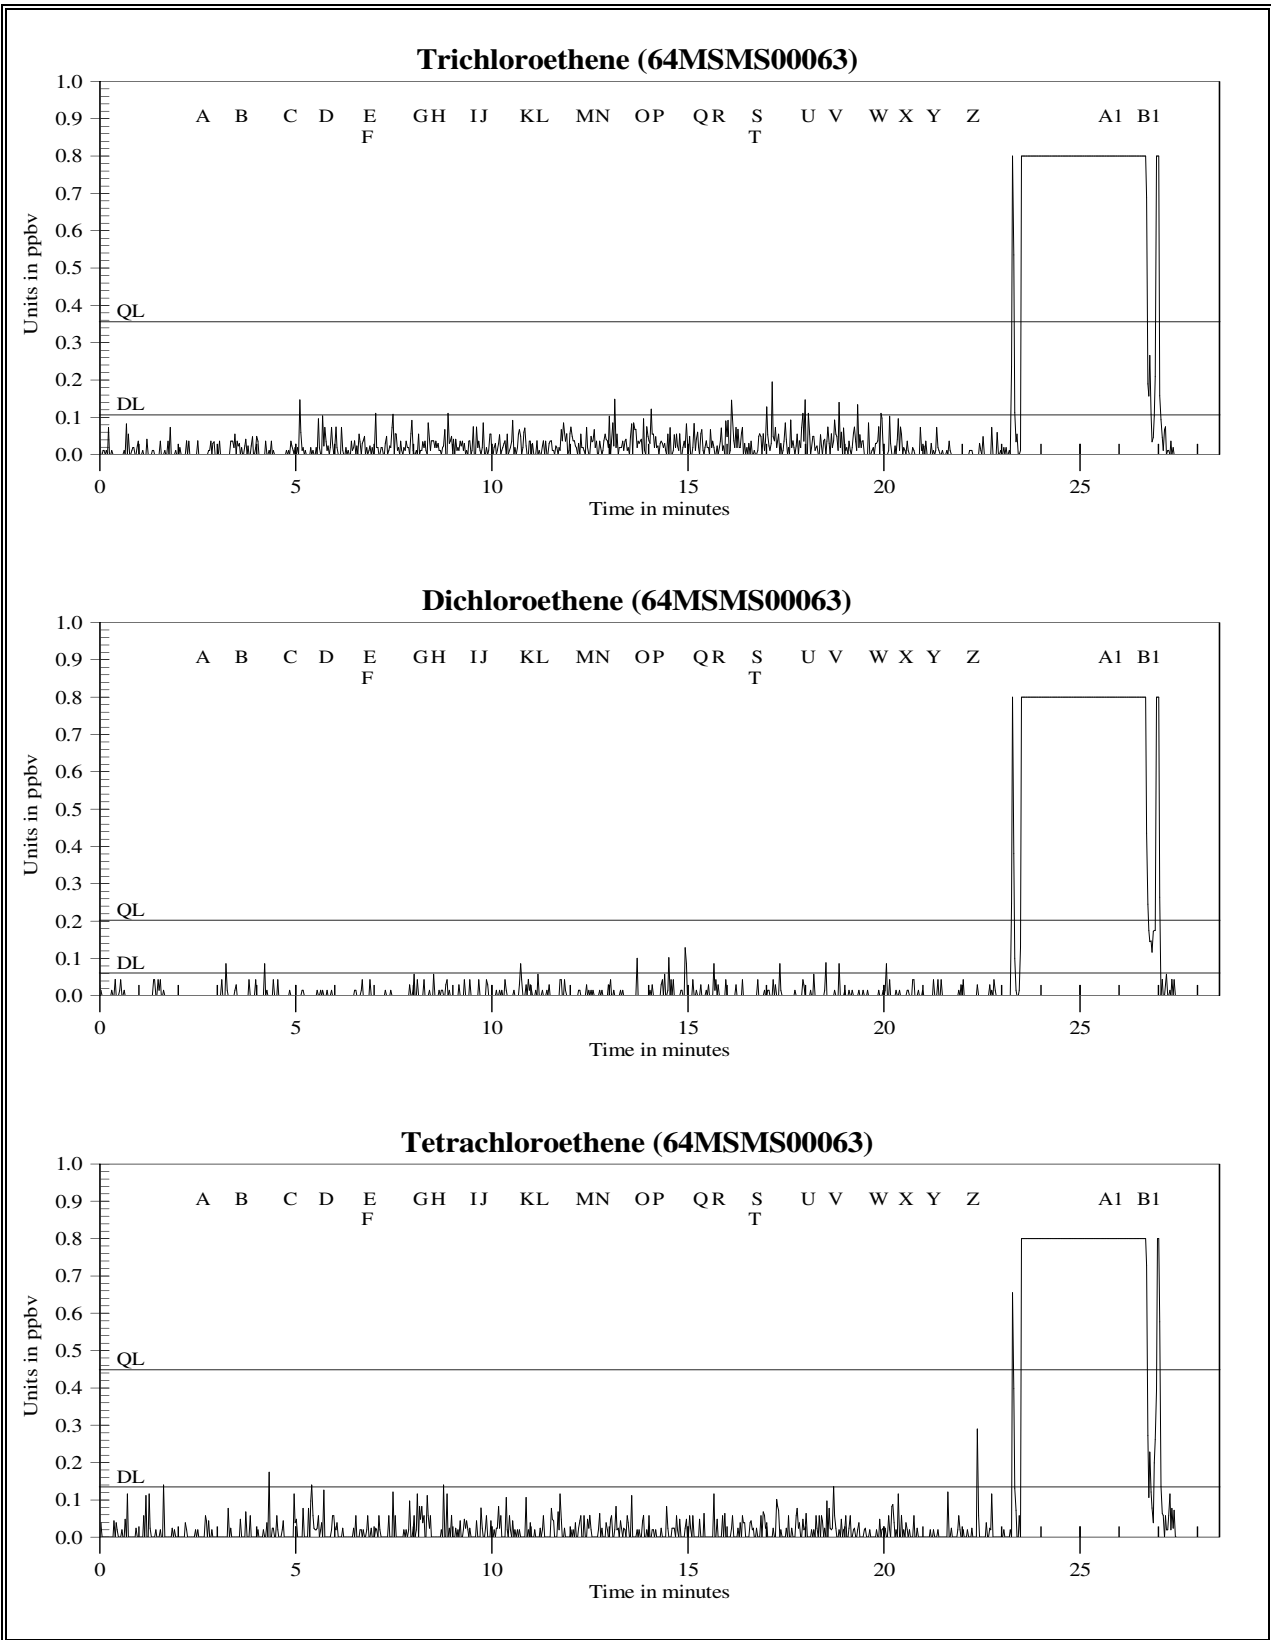 Trichloroethene (64MSMS00063)
1.0
A B C D E GH IJ KL MN OP QR S U V W X Y Z A1 B1
0.9
F T
0.8
0.7
0.6
0.5
Units in ppbv
0.4
QL
0.3
0.2
DL
0.1
0.0
0 5 10 15 20 25
Time in minutes
Dichloroethene (64MSMS00063)
1.0
A B C D E GH IJ KL MN OP QR S U V W X Y Z A1 B1
0.9
F T
0.8
0.7
0.6
0.5
Units in ppbv
0.4
0.3
QL
0.2
DL
0.1
0.0
0 5 10 15 20 25
Time in minutes
Tetrachloroethene (64MSMS00063)
1.0
A B C D E GH IJ KL MN OP QR S U V W X Y Z A1 B1
0.9
F T
0.8
0.7
0.6
0.5
Units in ppbv
QL
0.4
0.3
0.2
DL
0.1
0.0
0 5 10 15 20 25
Time in minutes